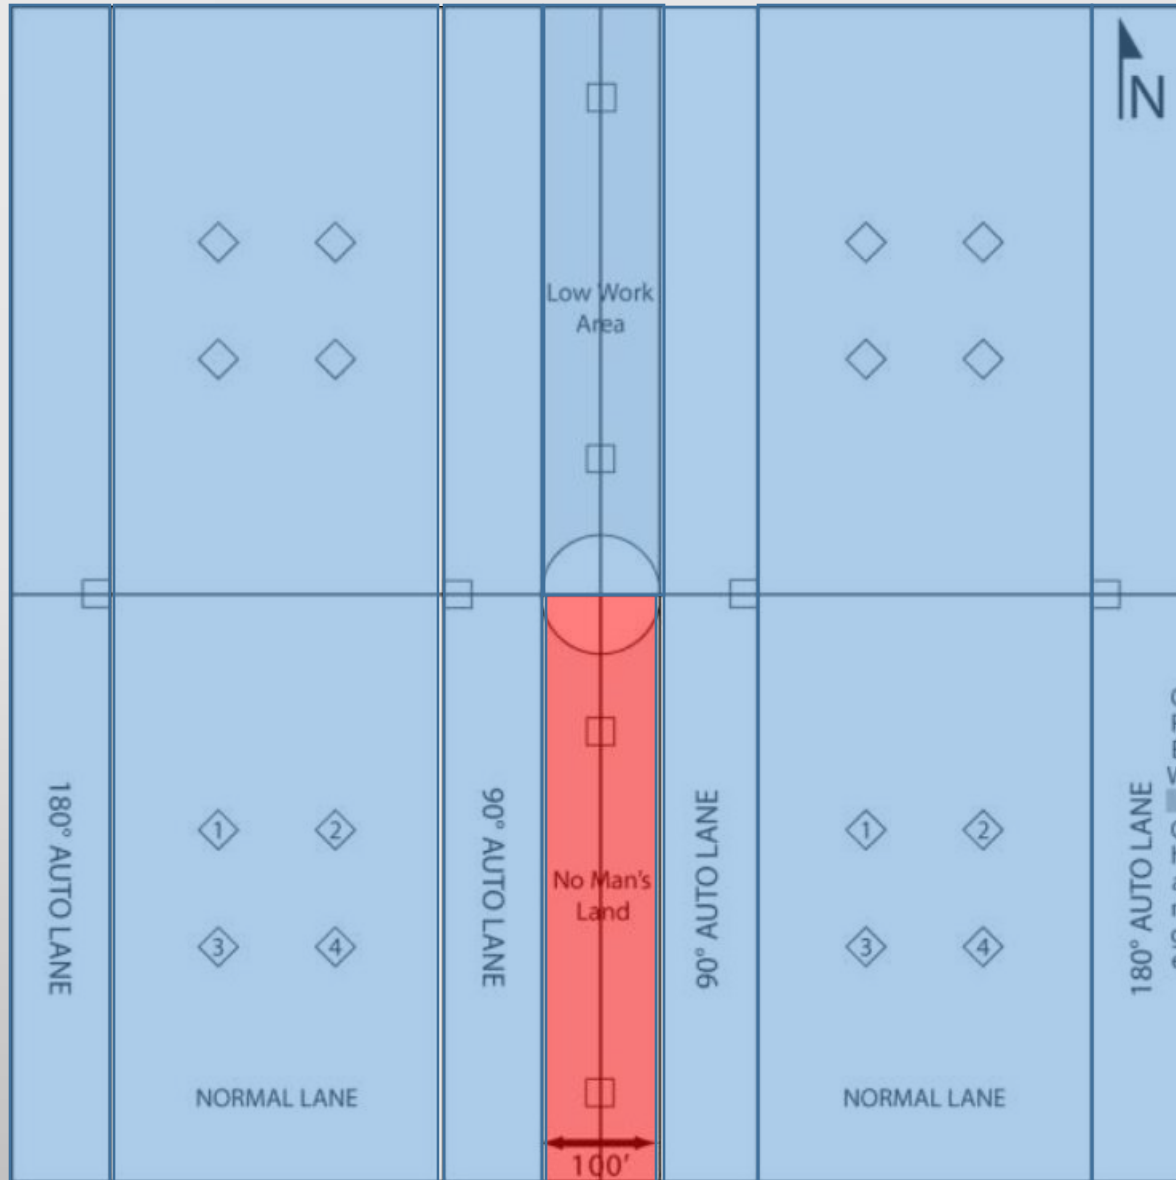 N
Low Work
Area
180° AUTO LANE
1
2
3
4
NORMAL LANE
90° AUTO LANE
No Man's
Land
100'
90° AUTO LANE
1
2
3
4
NORMAL LANE
180° AUTO LANE